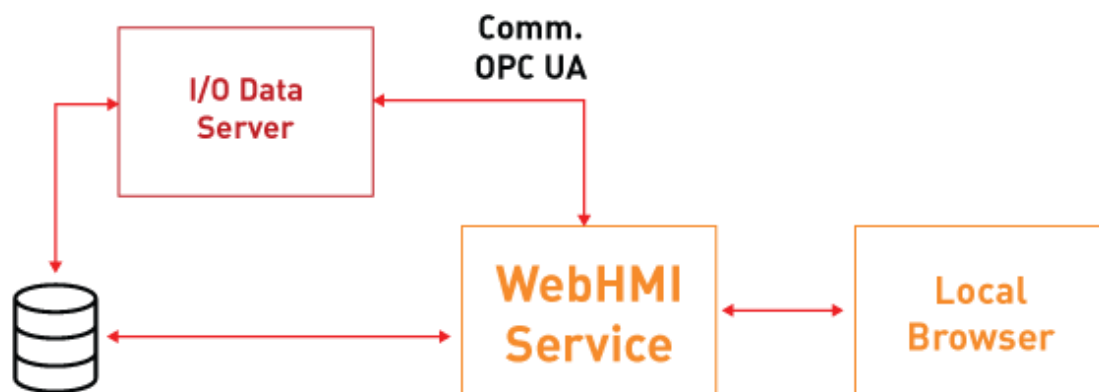 Comm.
OPC UA
I/O Data
Server
WebHMI
Service
Local
Browser